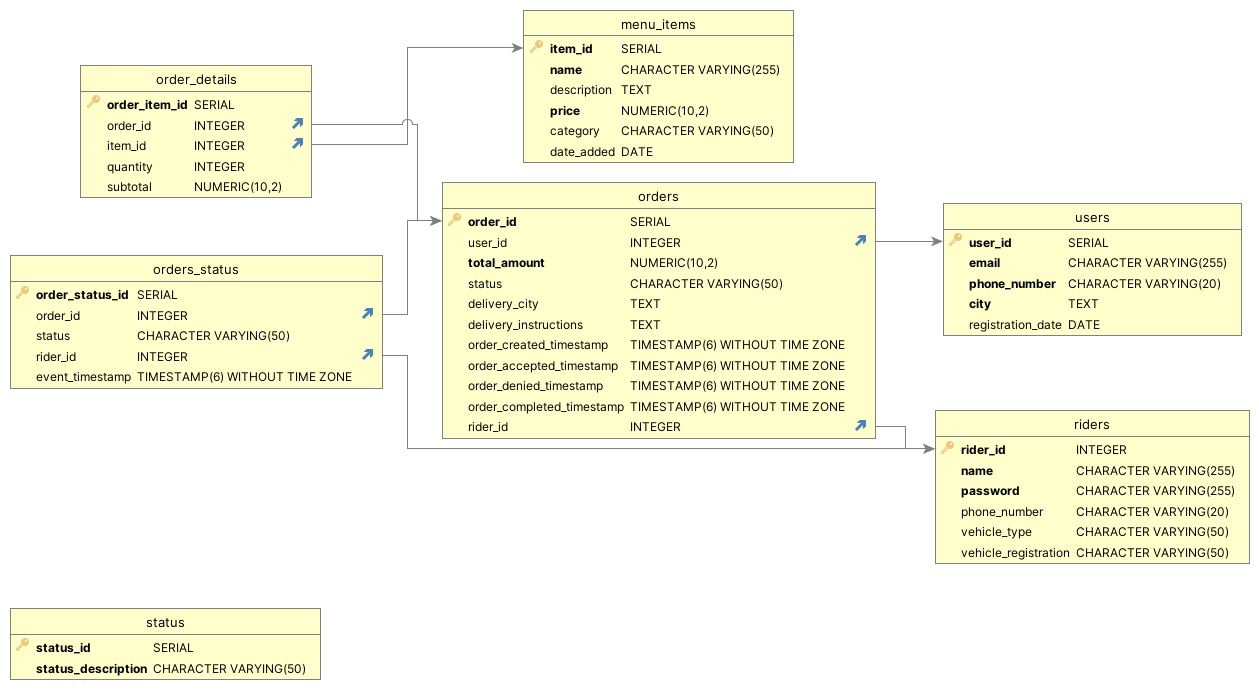 menu_items
item_id SERIAL
name CHARACTER VARYING(255)
description TEXT
price NUMERIC(10,2)
category CHARACTER VARYING(50)
date_added DATE
order_details
order_item_id SERIAL
order_id INTEGER
item_id INTEGER
quantity INTEGER
subtotal NUMERIC(10,2)
orders
order_id SERIAL
user_id INTEGER
total_amount NUMERIC(10,2)
status CHARACTER VARYING(50)
delivery_city TEXT
delivery_instructions TEXT
order_created_timestamp TIMESTAMP(6) WITHOUT TIME ZONE
order_accepted_timestamp TIMESTAMP(6) WITHOUT TIME ZONE
order_denied_timestamp TIMESTAMP(6) WITHOUT TIME ZONE
order_completed_timestamp TIMESTAMP(6) WITHOUT TIME ZONE
rider_id INTEGER
users
user_id SERIAL
email CHARACTER VARYING(255)
phone_number CHARACTER VARYING(20)
city TEXT
registration_date DATE
orders_status
order_status_id SERIAL
order_id INTEGER
status CHARACTER VARYING(50)
rider_id INTEGER
event_timestamp TIMESTAMP(6) WITHOUT TIME ZONE
riders
rider_id INTEGER
name CHARACTER VARYING(255)
password CHARACTER VARYING(255)
phone_number CHARACTER VARYING(20)
vehicle_type CHARACTER VARYING(50)
vehicle_registration CHARACTER VARYING(50)
status
status_id SERIAL
status_description CHARACTER VARYING(50)